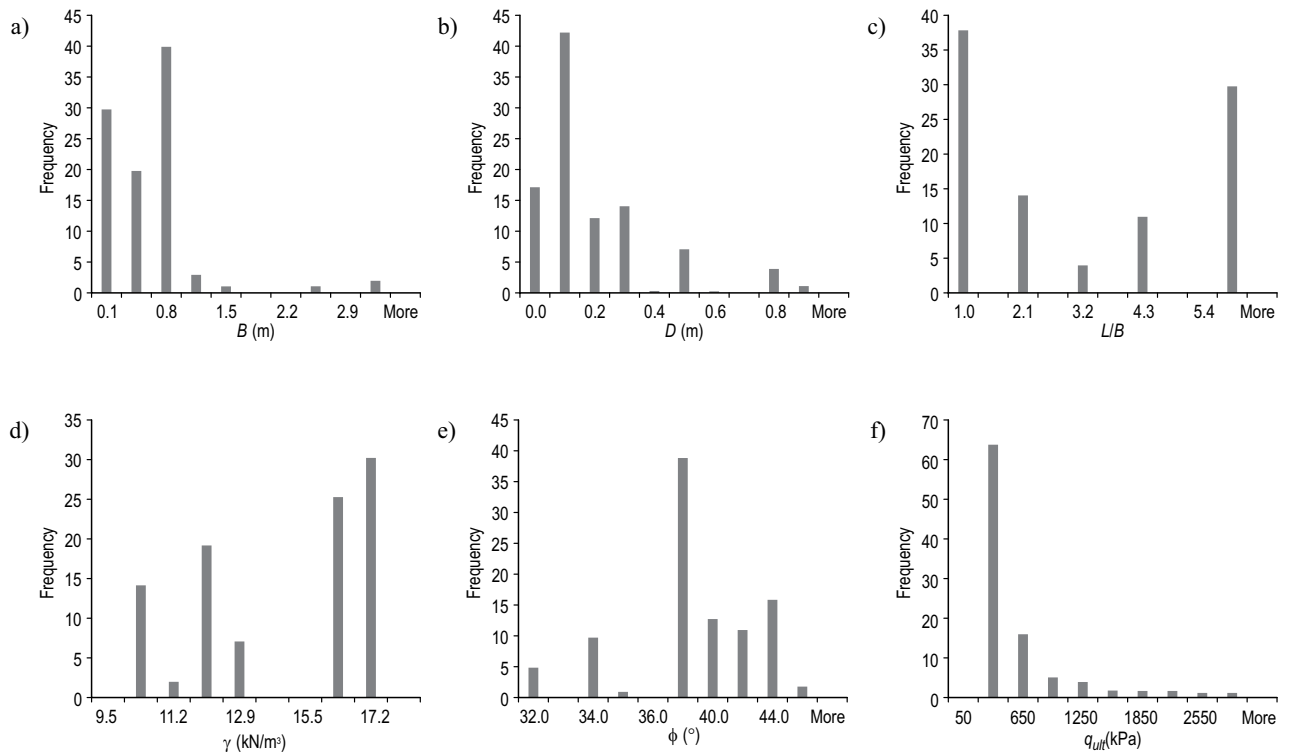 a)
45
40
35
30
25
20
15
10
5
0
Frequency
0.1 0.8 1.5 2.2 2.9 More
B (m)
b)
45
40
35
30
25
20
15
10
5
0
Frequency
0.0 0.2 0.4 0.6 0.8 More
D (m)
c)
40
35
30
25
20
15
10
5
0
Frequency
1.0 2.1 3.2 4.3 5.4 More
L/B
d)
35
30
25
20
15
10
5
0
Frequency
9.5 11.2 12.9 15.5 17.2
γ (kN/m³)
e)
45
40
35
30
25
20
15
10
5
0
Frequency
32.0 34.0 36.0 40.0 44.0 More
ϕ (°)
f)
70
60
50
40
30
20
10
0
Frequency
50 650 1250 1850 2550 More
qult(kPa)